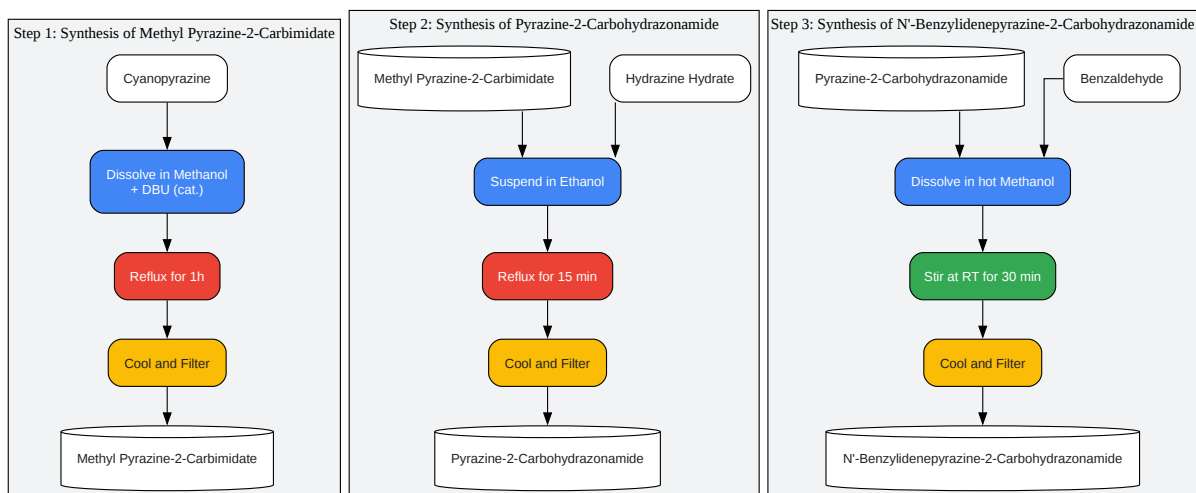 Step 1: Synthesis of Methyl Pyrazine-2-Carbimidate
Cyanopyrazine
Dissolve in Methanol
+ DBU (cat.)
Reflux for 1h
Cool and Filter
Methyl Pyrazine-2-Carbimidate
Step 2: Synthesis of Pyrazine-2-Carbohydrazonamide
Methyl Pyrazine-2-Carbimidate
Hydrazine Hydrate
Suspend in Ethanol
Reflux for 15 min
Cool and Filter
Pyrazine-2-Carbohydrazonamide
Step 3: Synthesis of N'-Benzylidenepyrazine-2-Carbohydrazonamide
Pyrazine-2-Carbohydrazonamide
Benzaldehyde
Dissolve in hot Methanol
Stir at RT for 30 min
Cool and Filter
N'-Benzylidenepyrazine-2-Carbohydrazonamide